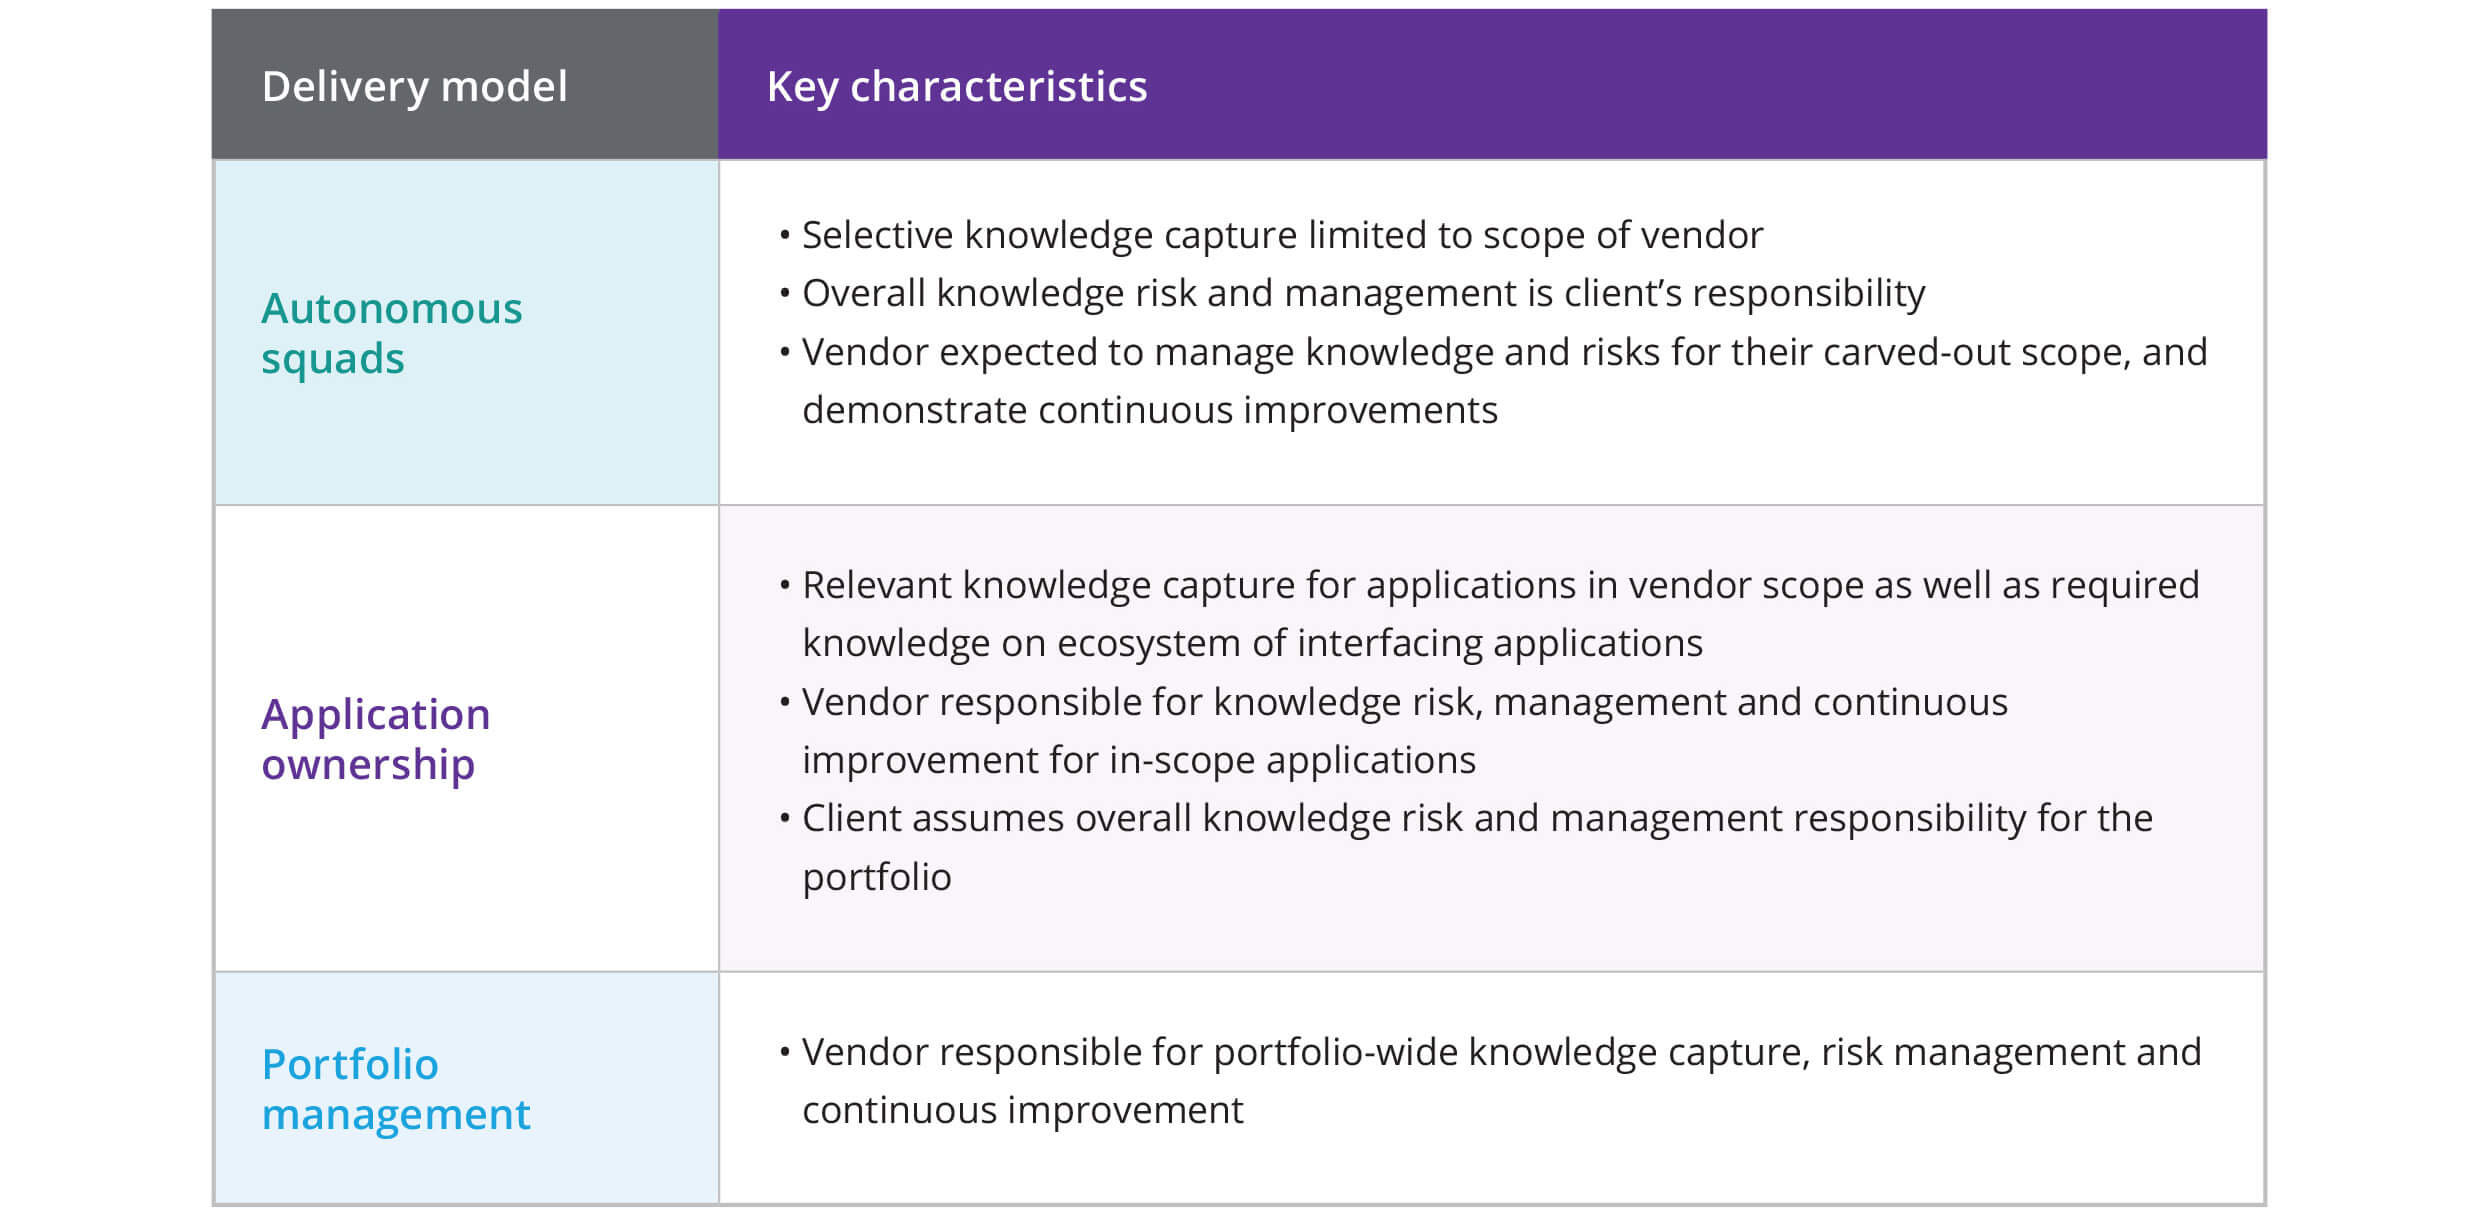 Delivery model
Key characteristics
Autonomous
squads
• Selective knowledge capture limited to scope of vendor
• Overall knowledge risk and management is client’s responsibility
• Vendor expected to manage knowledge and risks for their carved-out scope, and
demonstrate continuous improvements
Application
ownership
• Relevant knowledge capture for applications in vendor scope as well as required
knowledge on ecosystem of interfacing applications
• Vendor responsible for knowledge risk, management and continuous
improvement for in-scope applications
• Client assumes overall knowledge risk and management responsibility for the
portfolio
Portfolio
management
• Vendor responsible for portfolio-wide knowledge capture, risk management and
continuous improvement